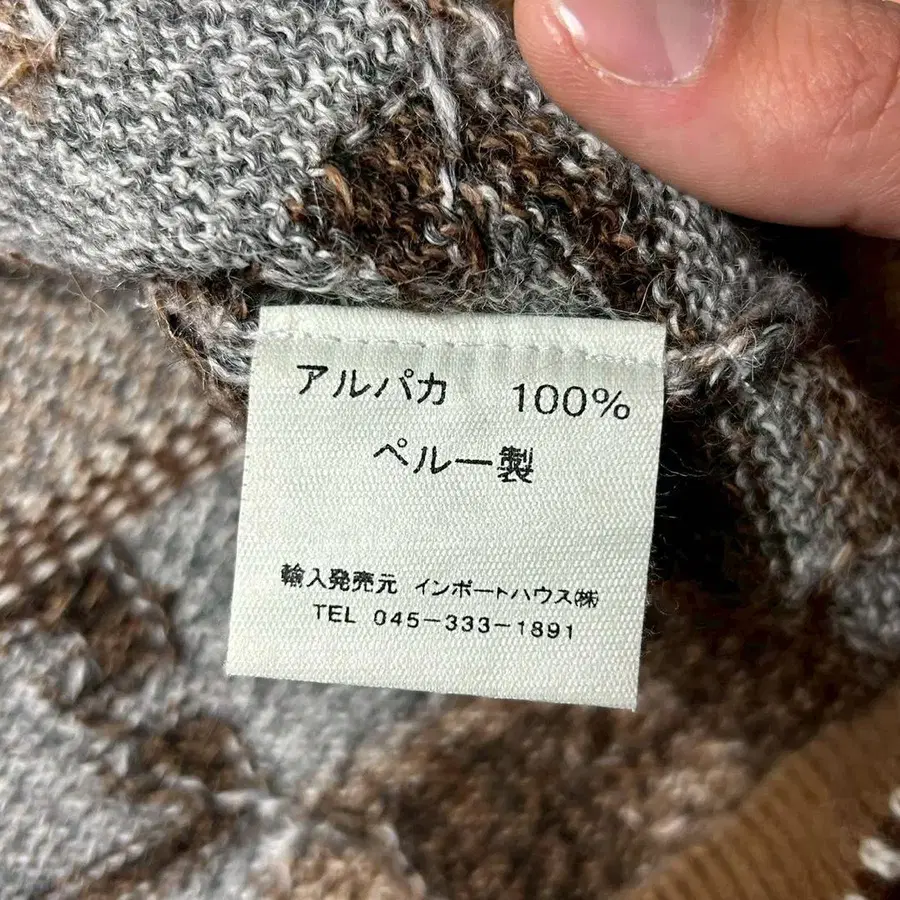 アルパカ 100%
ペルー製
輸入発売元 インポートハウス㈱
TEL 045-333-1891